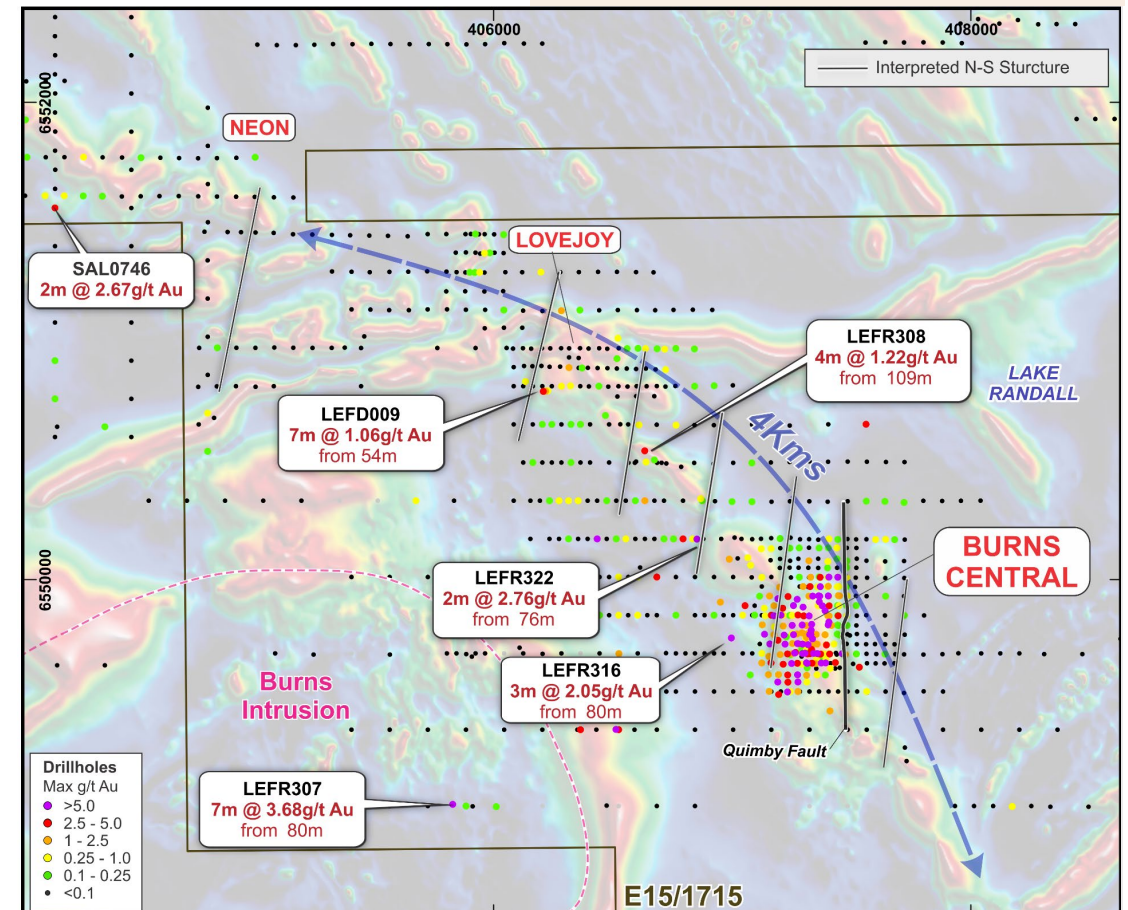 406000
408000
Interpreted N-S Sturcture
6552000
NEON
LOVEJOY
SAL0746
2m @ 2.67g/t Au
LEFR308
4m @ 1.22g/t Au
from 109m
LAKE
RANDALL
LEFD009
7m @ 1.06g/t Au
from 54m
4Kms
6550000
BURNS
CENTRAL
LEFR322
2m @ 2.76g/t Au
from 76m
LEFR316
3m @ 2.05g/t Au
from 80m
Burns
Intrusion
Quimby Fault
LEFR307
7m @ 3.68g/t Au
from 80m
Drillholes
Max g/t Au
>5.0
2.5 - 5.0
1 - 2.5
0.25 - 1.0
0.1 - 0.25
<0.1
E15/1715